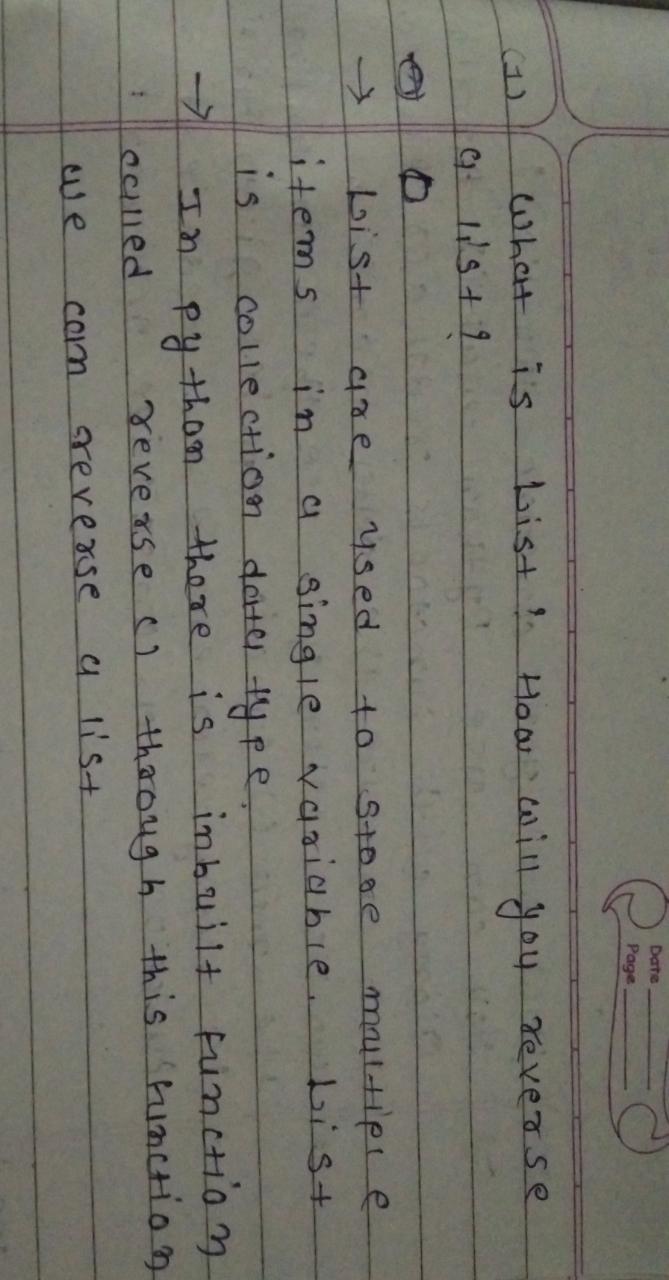 Date
Page
(1) What is List? How will you reverse
a list?
→ List are used to store multiple
items in a single variable. List
is collection data type.
→ In python there is inbuilt function
called reverse () through this function
we can reverse a list